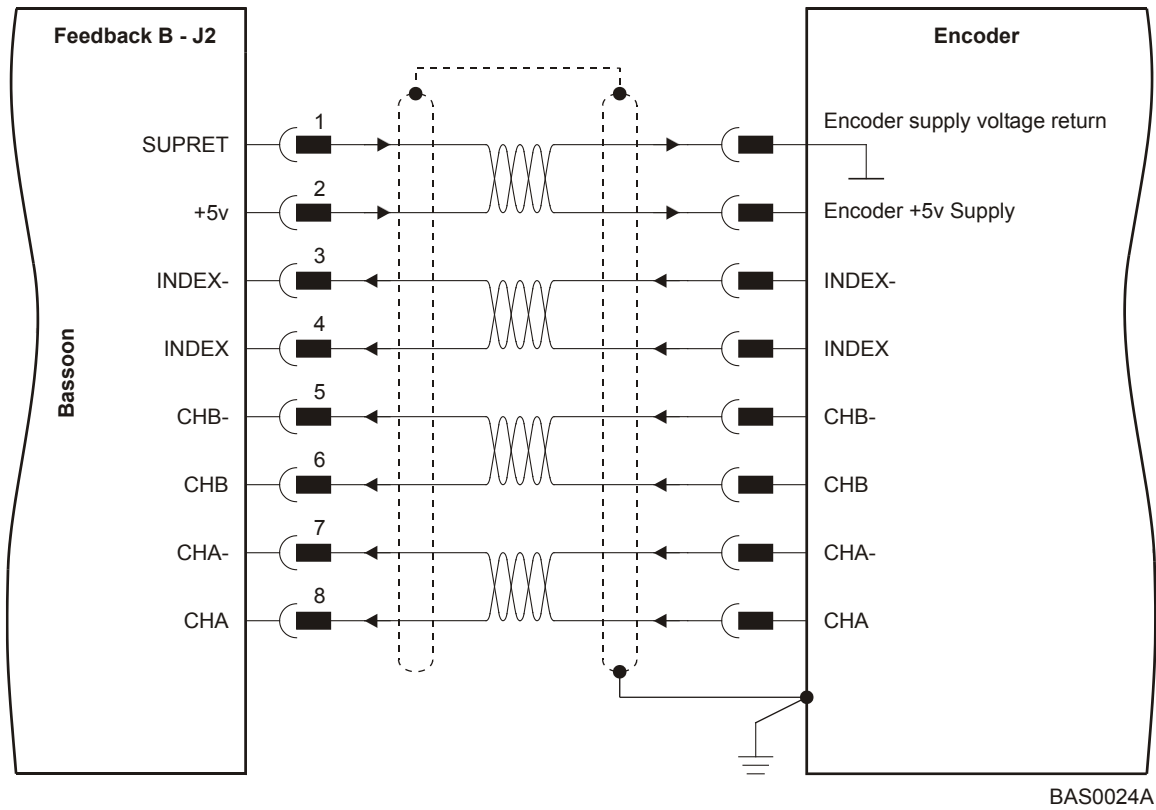 Feedback B - J2
Encoder
SUPRET
1
Encoder supply voltage return
+5v
2
Encoder +5v Supply
INDEX-
3
INDEX-
INDEX
4
INDEX
Bassoon
CHB-
5
CHB-
CHB
6
CHB
CHA-
7
CHA-
CHA
8
CHA
BAS0024A